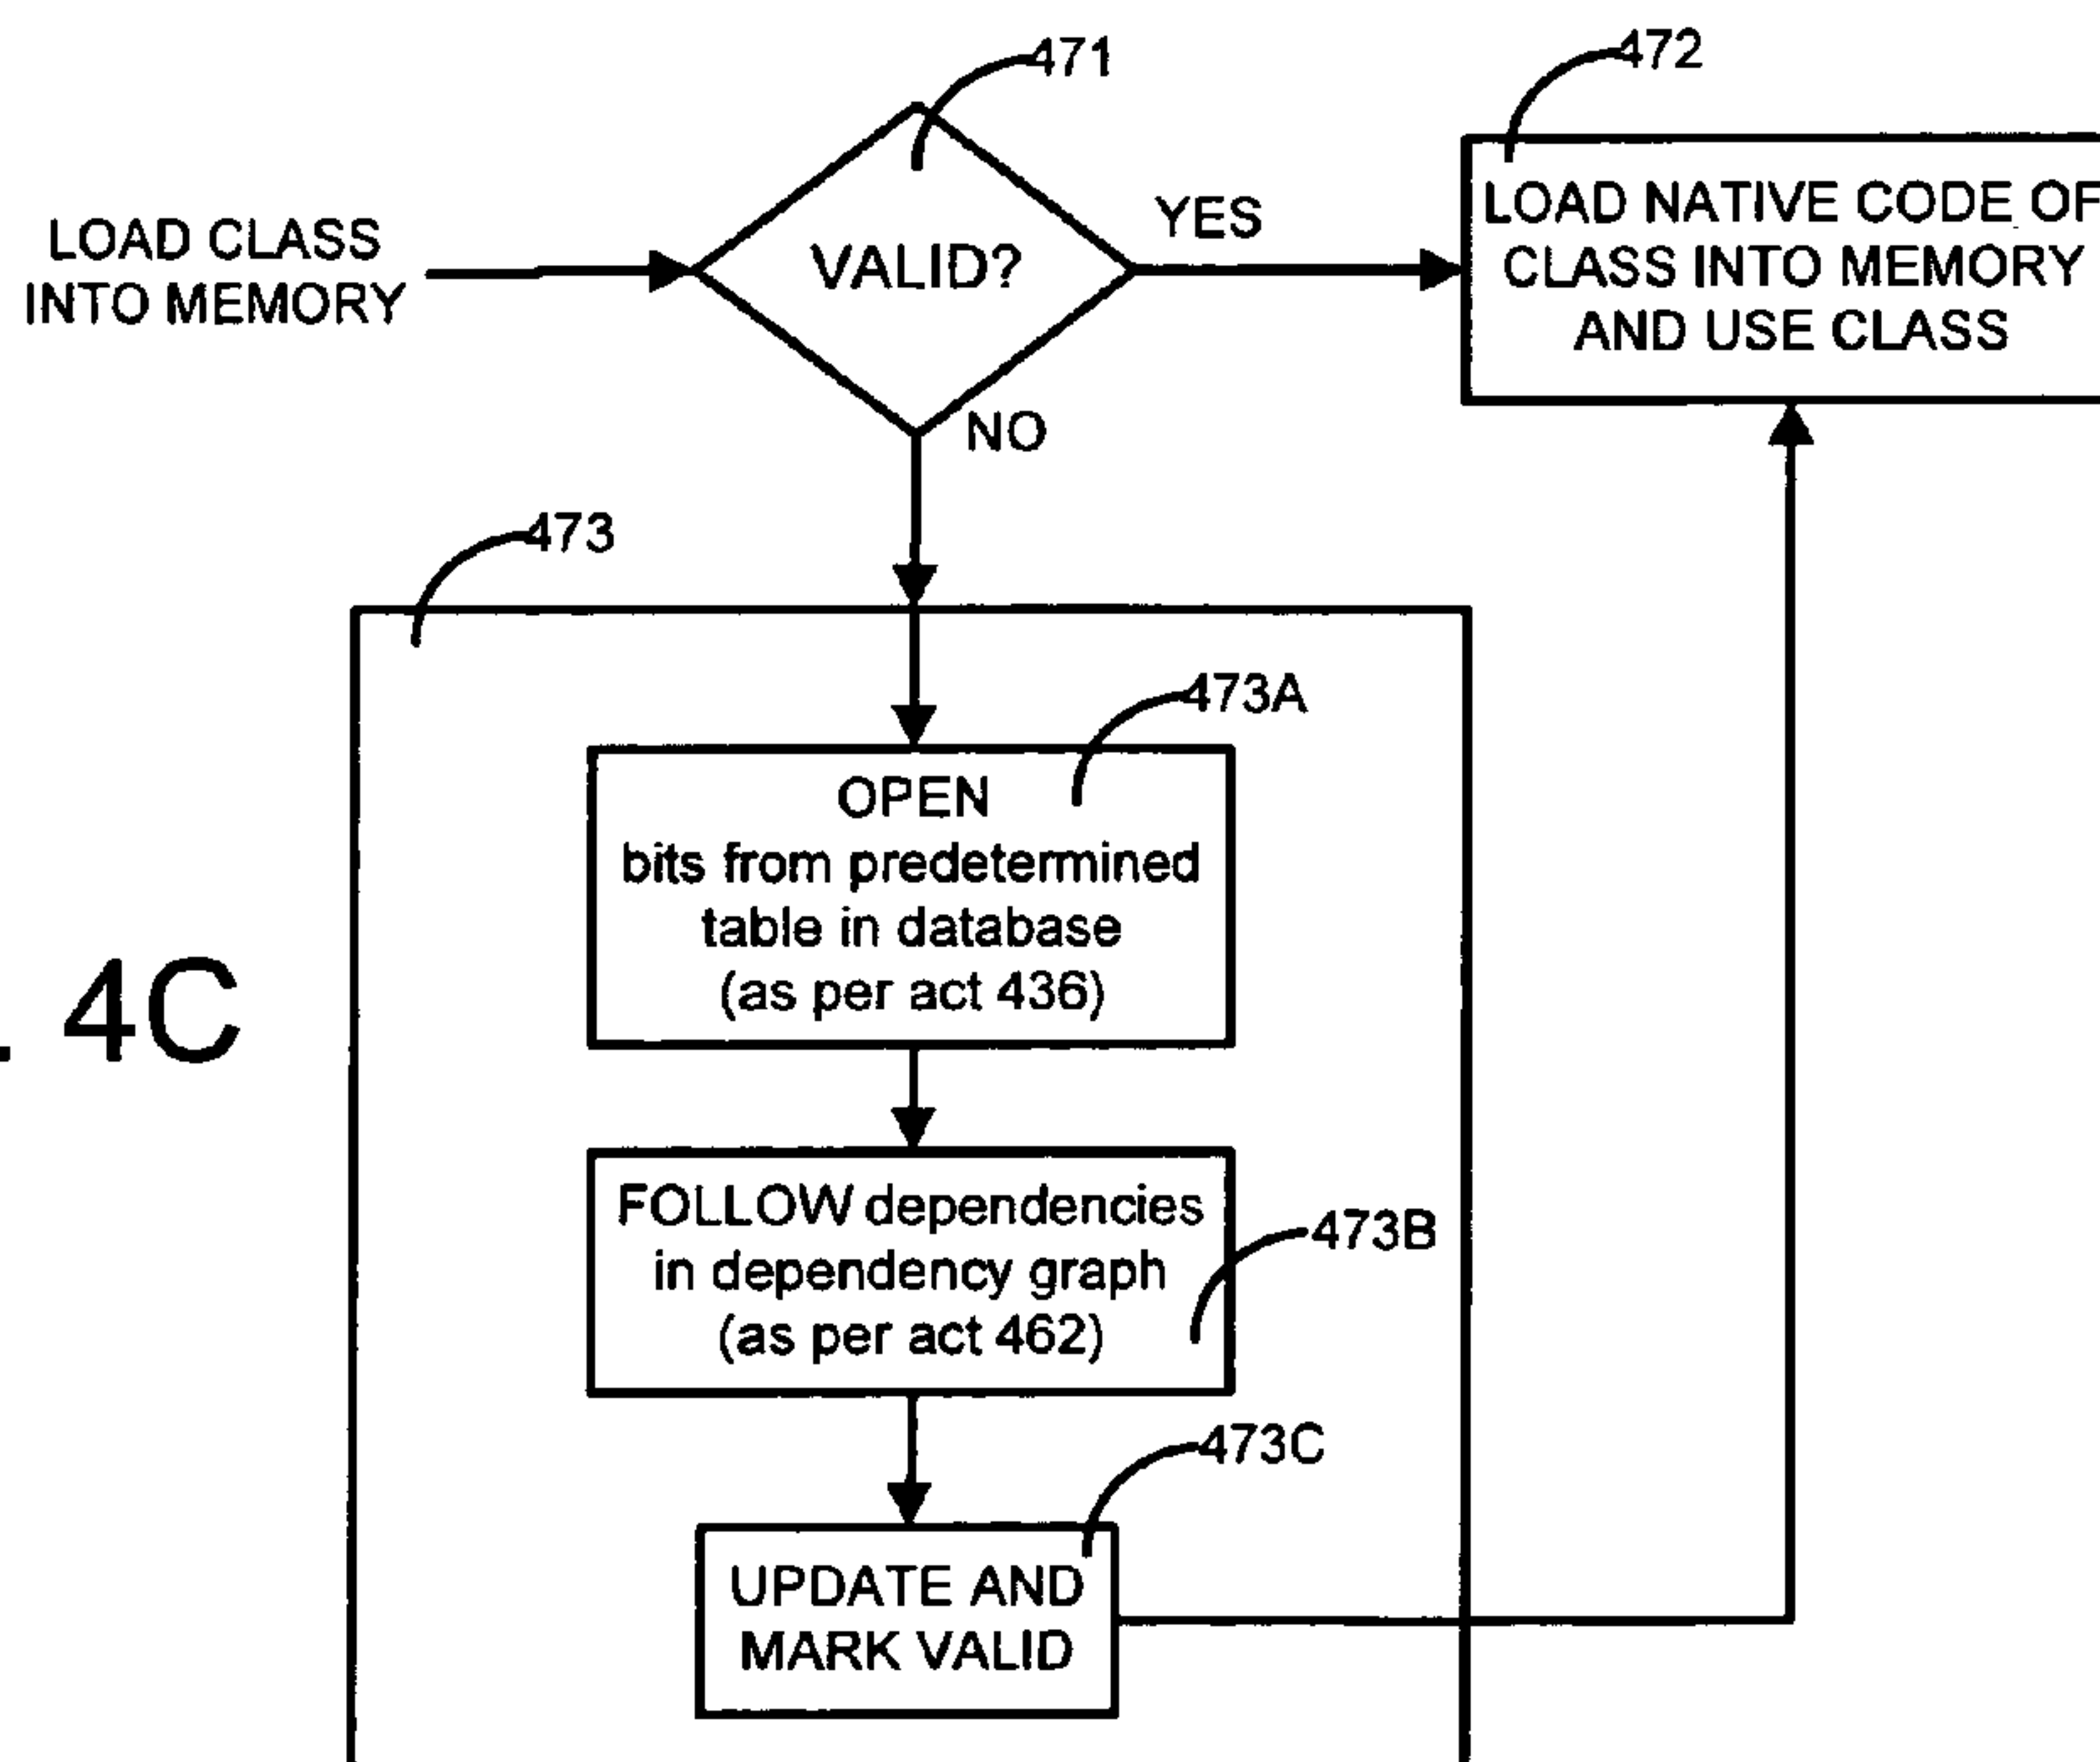 471
472
LOAD CLASS
INTO MEMORY
VALID?
YES
NO
LOAD NATIVE CODE OF
CLASS INTO MEMORY
AND USE CLASS
473
473A
OPEN
bits from predetermined
table in database
(as per act 436)
. 4C
FOLLOW dependencies
in dependency graph
(as per act 462)
473B
473C
UPDATE AND
MARK VALID